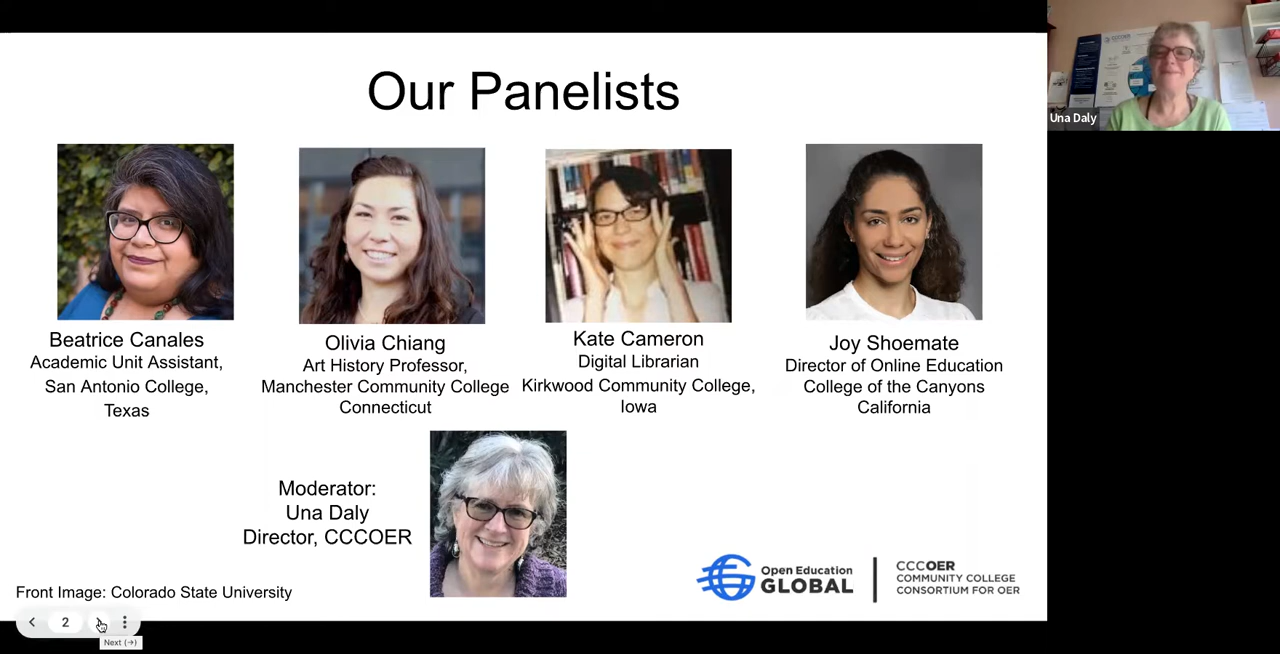 Our Panelists
Una Daly
Beatrice Canales
Academic Unit Assistant,
San Antonio College,
Texas
Olivia Chiang
Art History Professor,
Manchester Community College
Connecticut
Kate Cameron
Digital Librarian
Kirkwood Community College,
Iowa
Joy Shoemate
Director of Online Education
College of the Canyons
California
Moderator:
Una Daly
Director, CCCOER
Open Education
GLOBAL
CCCOER
COMMUNITY COLLEGE
CONSORTIUM FOR OER
Front Image: Colorado State University
2
Next (→)